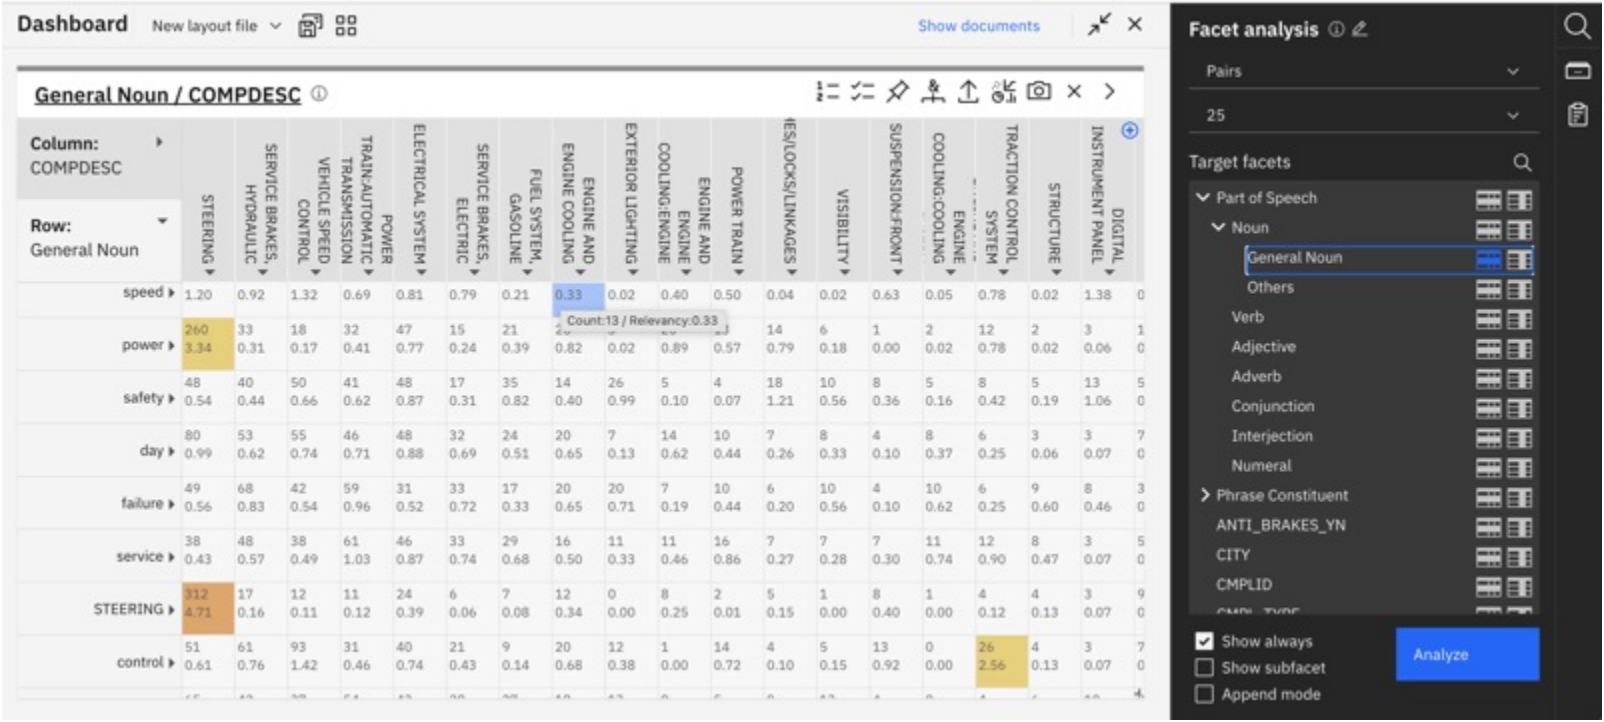 Dashboard New layout file Show documents
General Noun / COMPDESC
Column:
COMPDESC
Row:
General Noun
STEERING
SERVICE BRAKES,
HYDRAULIC
VEHICLE SPEED
CONTROL
POWER
TRAIN:AUTOMATIC
TRANSMISSION
ELECTRICAL SYSTEM
SERVICE BRAKES,
ELECTRIC
FUEL SYSTEM,
GASOLINE
ENGINE AND
ENGINE COOLING
EXTERIOR LIGHTING
ENGINE AND
ENGINE
COOLING:ENGINE
POWER TRAIN
ES/LOCKS/LINKAGES
VISIBILITY
SUSPENSION:FRONT
ENGINE
COOLING:COOLING
TRACTION CONTROL
SYSTEM
STRUCTURE
DIGITAL
INSTRUMENT PANEL
speed 1.20 0.92 1.32 0.69 0.81 0.79 0.21 0.33 0.02 0.40 0.50 0.04 0.02 0.63 0.05 0.78 0.02 1.38 0
Count:13 / Relevancy:0.33
260 33 18 32 47 15 21 14 6 1 2 12 2 3 1
power 3.34 0.31 0.17 0.41 0.77 0.24 0.39 0.82 0.02 0.89 0.57 0.79 0.18 0.00 0.02 0.78 0.02 0.06 0
48 40 50 41 48 17 35 14 26 5 4 18 10 8 5 8 5 13 5
safety 0.54 0.44 0.66 0.62 0.87 0.31 0.82 0.40 0.99 0.10 0.07 1.21 0.56 0.36 0.16 0.42 0.19 1.06 0
80 53 55 46 48 32 24 20 7 14 10 7 8 4 8 6 3 3 7
day 0.99 0.62 0.74 0.71 0.88 0.69 0.51 0.65 0.13 0.62 0.44 0.26 0.33 0.10 0.37 0.25 0.06 0.07 0
49 68 42 59 31 33 17 20 20 7 10 6 10 4 10 6 9 8 3
failure 0.56 0.83 0.54 0.96 0.52 0.72 0.33 0.65 0.71 0.19 0.44 0.20 0.56 0.10 0.62 0.25 0.60 0.46 0
38 48 38 61 46 33 29 16 11 11 16 7 7 7 11 12 8 3 5
service 0.43 0.57 0.49 1.03 0.87 0.74 0.68 0.50 0.33 0.46 0.86 0.27 0.28 0.30 0.74 0.90 0.47 0.07 0
312 17 12 11 24 6 7 12 0 8 2 5 1 8 1 4 4 3 9
STEERING 4.71 0.16 0.11 0.12 0.39 0.06 0.08 0.34 0.00 0.25 0.01 0.15 0.00 0.40 0.00 0.12 0.13 0.07 0
51 61 93 31 40 21 9 20 12 1 14 4 5 13 0 26 4 3 7
control 0.61 0.76 1.42 0.46 0.74 0.43 0.14 0.68 0.38 0.00 0.72 0.10 0.15 0.92 0.00 2.56 0.13 0.07 0
Facet analysis
Pairs
25
Target facets
Part of Speech
Noun
General Noun
Others
Verb
Adjective
Adverb
Conjunction
Interjection
Numeral
Phrase Constituent
ANTI_BRAKES_YN
CITY
CMPLID
CMPL_TYPE
Show always
Show subfacet
Append mode
Analyze